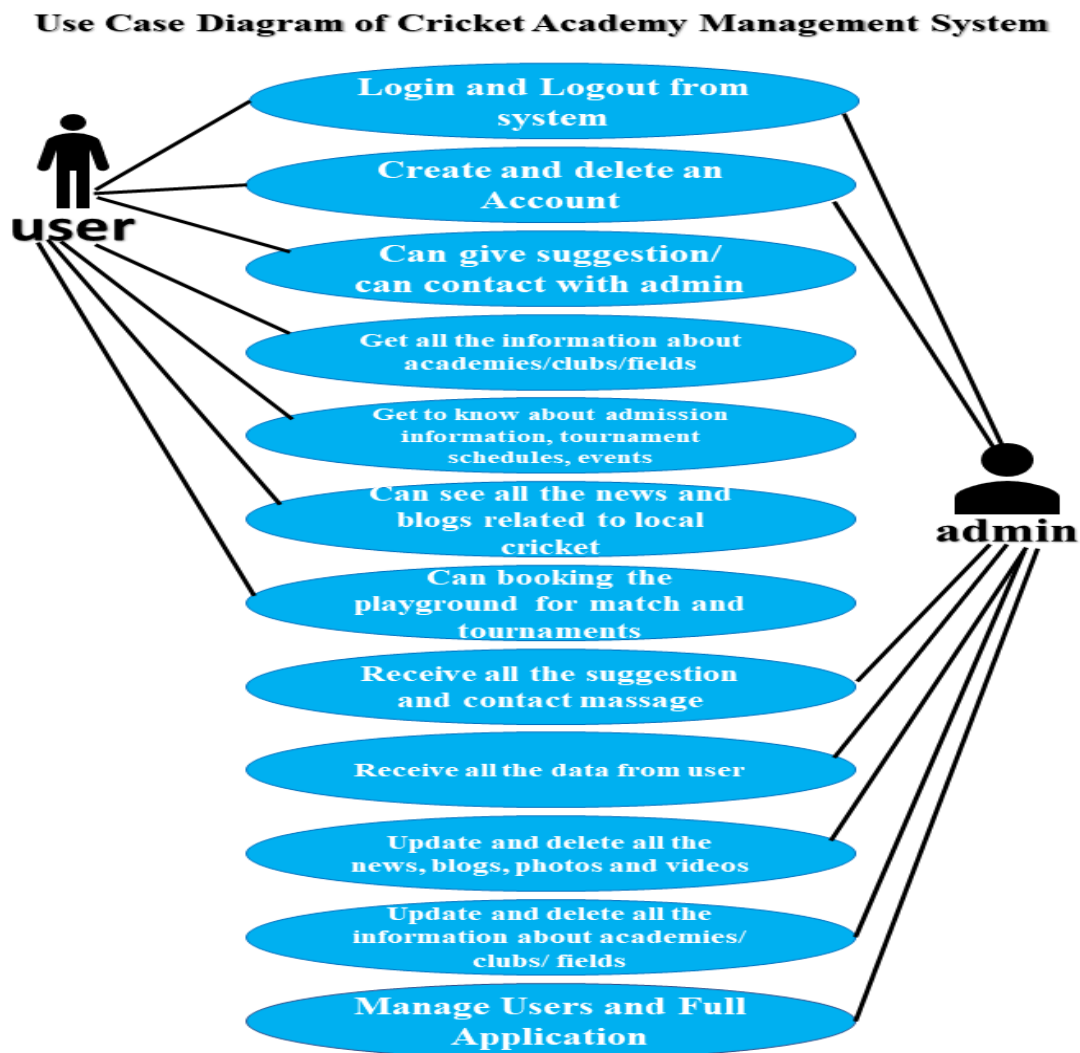 Use Case Diagram of Cricket Academy Management System
Login and Logout from
system
user
Create and delete an
Account
Can give suggestion/
can contact with admin
Get all the information about
academies/clubs/fields
Get to know about admission
information, tournament
schedules, events
Can see all the news and
blogs related to local
cricket
admin
Can booking the
playground for match and
tournaments
Receive all the suggestion
and contact massage
Receive all the data from user
Update and delete all the
news, blogs, photos and videos
Update and delete all the
information about academies/
clubs/ fields
Manage Users and Full
Application